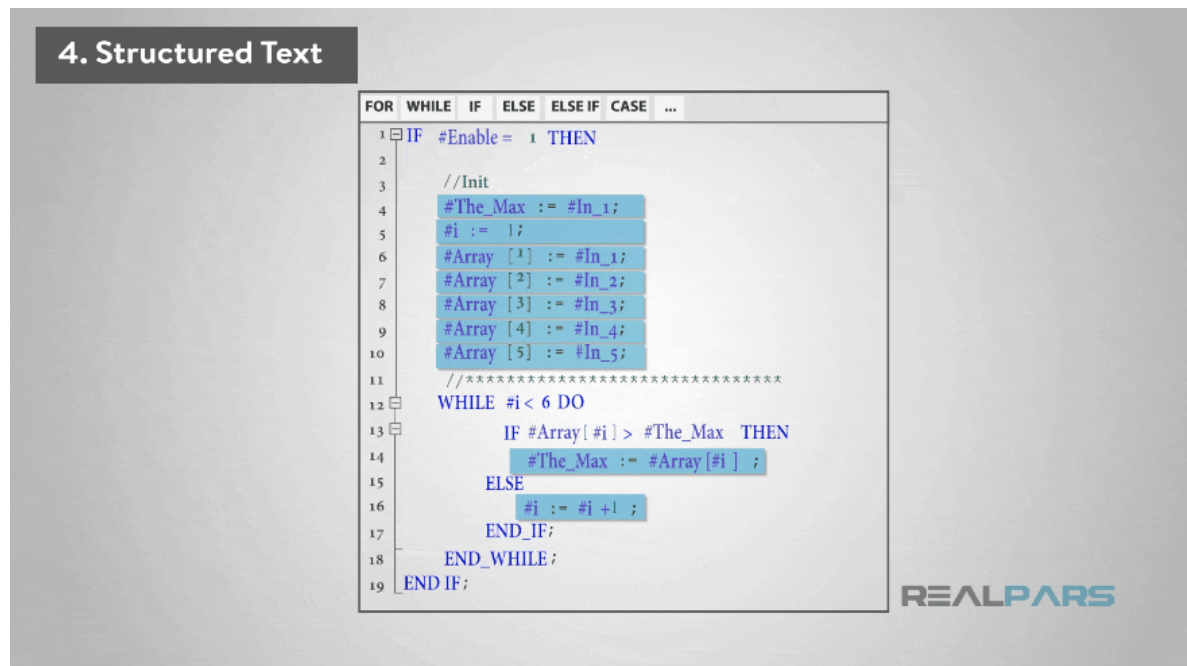 4. Structured Text
FOR WHILE IF ELSE ELSE IF CASE ...
1 IF #Enable = 1 THEN
2
3 //Init
4 #The_Max := #In_1;
5 #i := 1;
6 #Array [1] := #In_1;
7 #Array [2] := #In_2;
8 #Array [3] := #In_3;
9 #Array [4] := #In_4;
10 #Array [5] := #In_5;
11 //*******************************
12 WHILE #i < 6 DO
13 IF #Array[ #i ] > #The_Max THEN
14 #The_Max := #Array [#i ] ;
15 ELSE
16 #i := #i +1 ;
17 END_IF;
18 END_WHILE;
19 END IF;
REALPARS